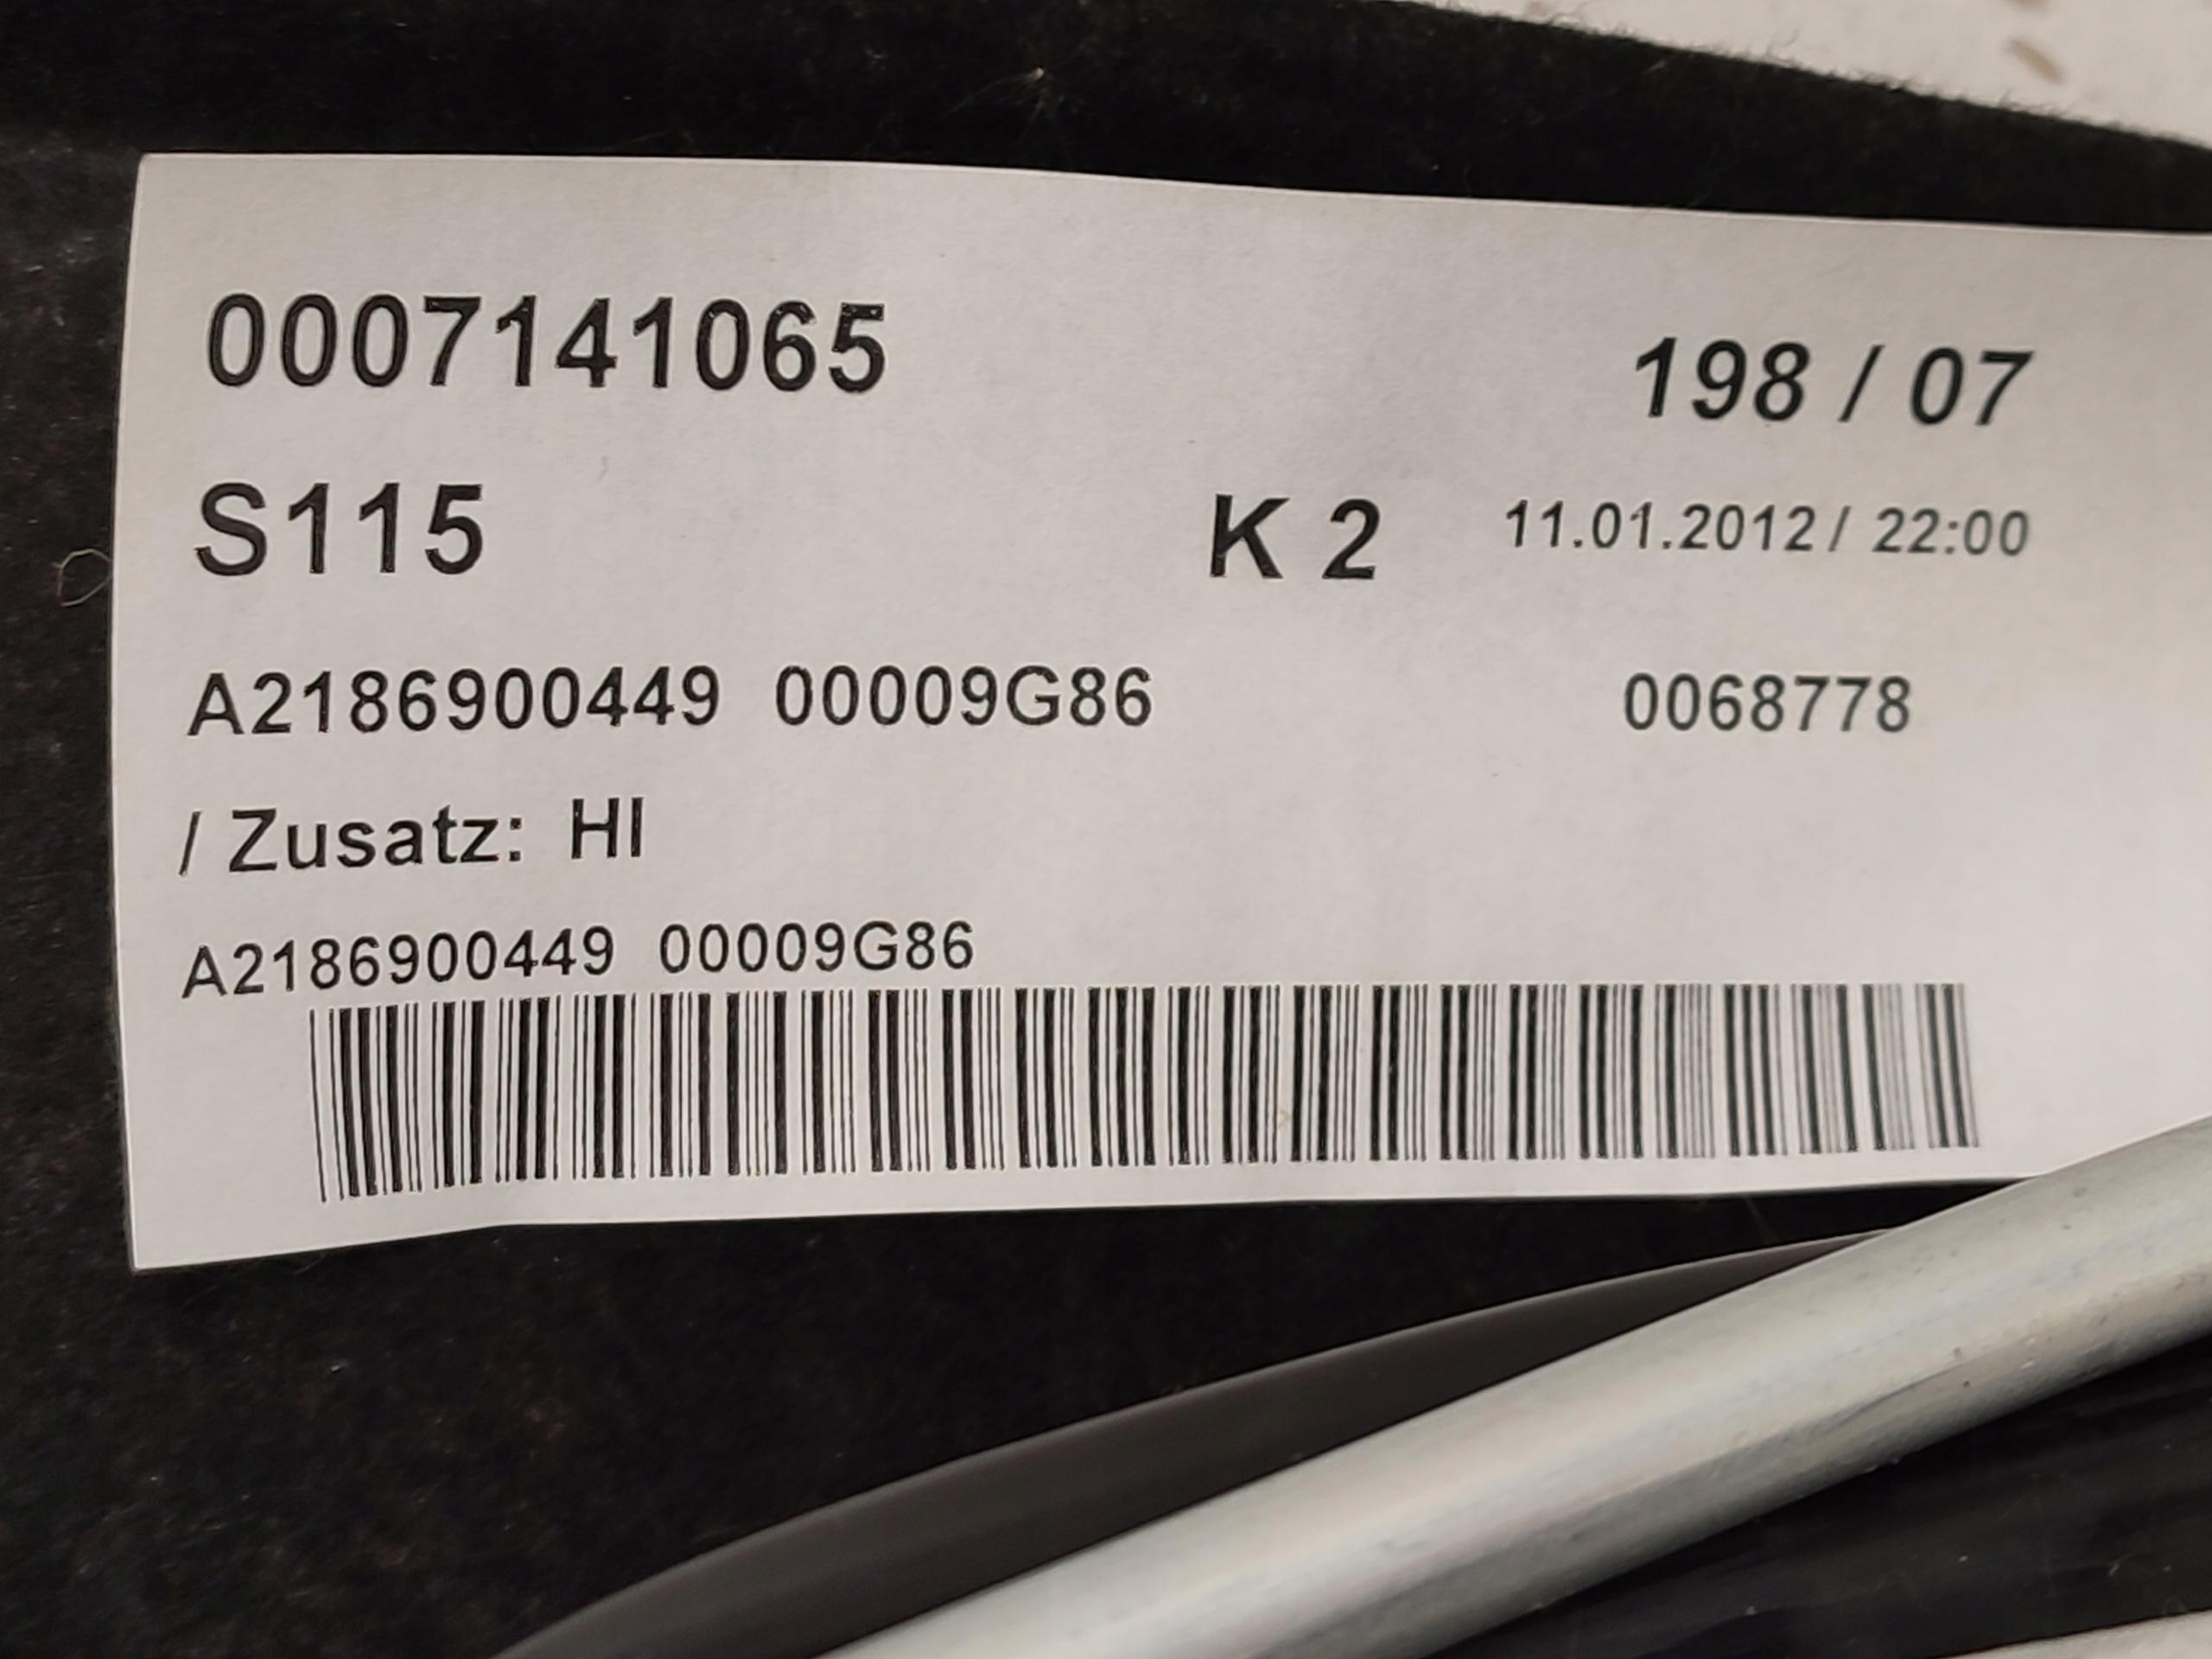 0007141065
198 / 07
S115
K 2
11.01.2012 / 22:00
A2186900449 00009G86
0068778
/ Zusatz: HI
A2186900449 00009G86